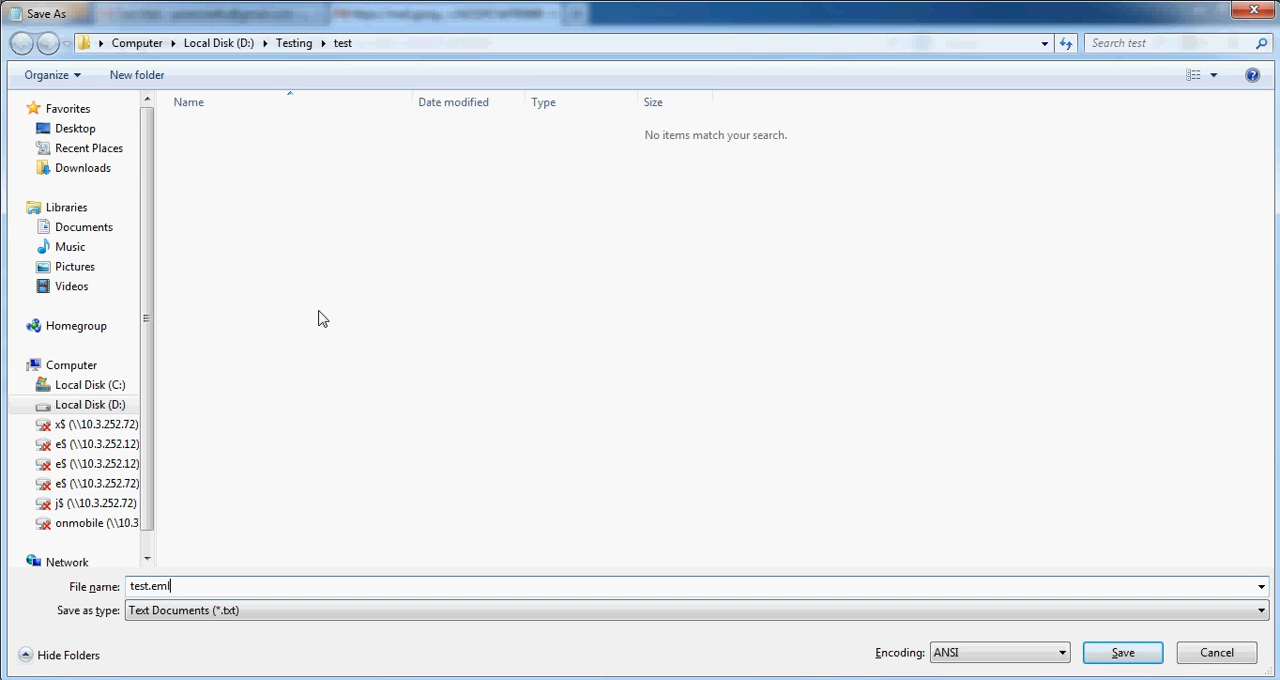 Save As
Computer Local Disk (D:) Testing test
Search test
Organize New folder
Name Date modified Type Size
No items match your search.
Favorites
Desktop
Recent Places
Downloads
Libraries
Documents
Music
Pictures
Videos
Homegroup
Computer
Local Disk (C:)
Local Disk (D:)
x$ (\\10.3.252.72)
e$ (\\10.3.252.12)
e$ (\\10.3.252.12)
e$ (\\10.3.252.72)
j$ (\\10.3.252.72)
onmobile (\\10.3
Network
File name: test.eml
Save as type: Text Documents (*.txt)
Hide Folders
Encoding: ANSI Save Cancel